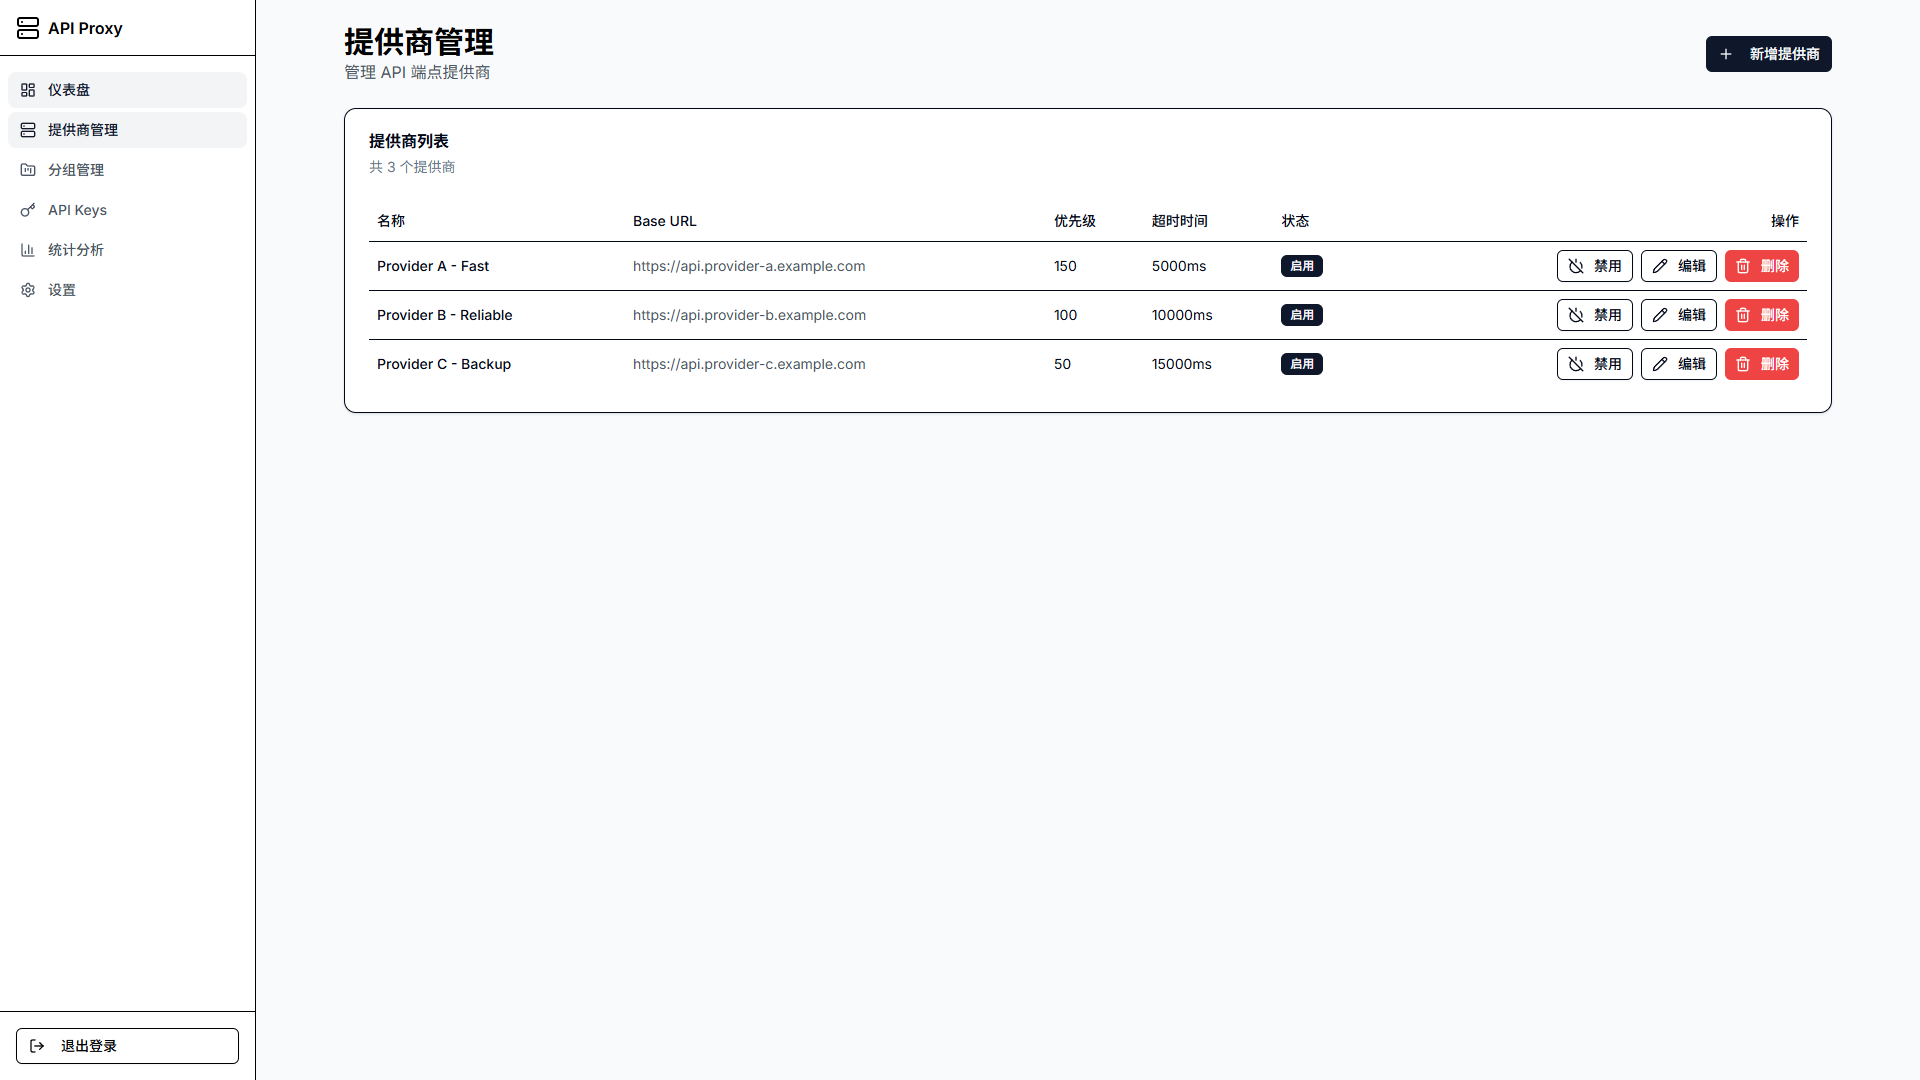 API Proxy
仪表盘
提供商管理
分组管理
API Keys
统计分析
设置
退出登录
提供商管理
管理 API 端点提供商
新增提供商
提供商列表
共 3 个提供商
名称 Base URL 优先级 超时时间 状态 操作
Provider A - Fast https://api.provider-a.example.com 150 5000ms 启用 禁用 编辑 删除
Provider B - Reliable https://api.provider-b.example.com 100 10000ms 启用 禁用 编辑 删除
Provider C - Backup https://api.provider-c.example.com 50 15000ms 启用 禁用 编辑 删除